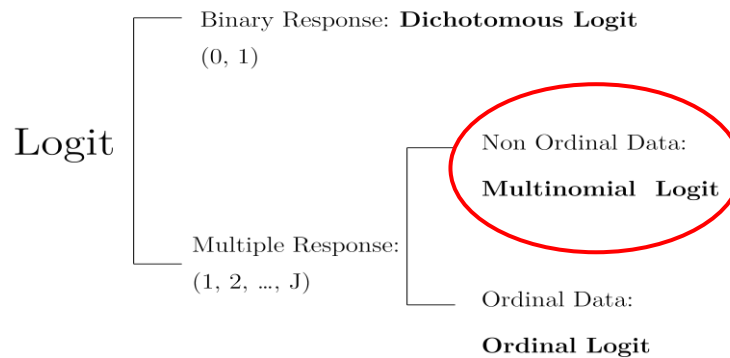 Logit
Binary Response: Dichotomous Logit
(0, 1)
Multiple Response:
(1, 2, ..., J)
Non Ordinal Data:
Multinomial Logit
Ordinal Data:
Ordinal Logit